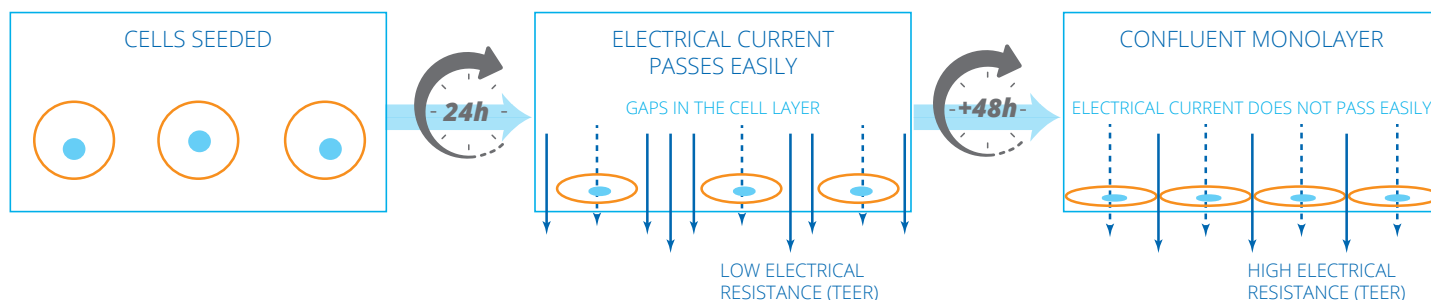 CELLS SEEDED
24h
ELECTRICAL CURRENT
PASSES EASILY
GAPS IN THE CELL LAYER
LOW ELECTRICAL
RESISTANCE (TEER)
+48h
CONFLUENT MONOLAYER
ELECTRICAL CURRENT DOES NOT PASS EASILY
HIGH ELECTRICAL
RESISTANCE (TEER)